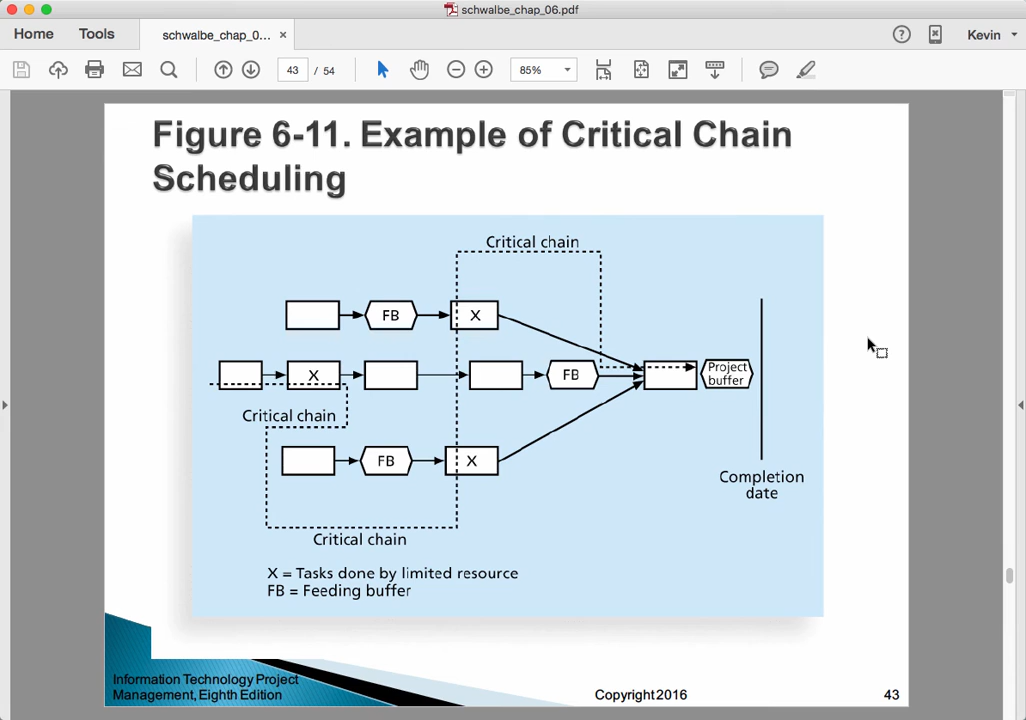 schwalbe_chap_06.pdf
Home Tools schwalbe_chap_0... × ? Kevin
43 / 54 85%
Figure 6-11. Example of Critical Chain
Scheduling
Critical chain
FB X
X FB Project
buffer
Critical chain
FB X
Completion
date
Critical chain
X = Tasks done by limited resource
FB = Feeding buffer
Information Technology Project
Management, Eighth Edition
Copyright 2016
43